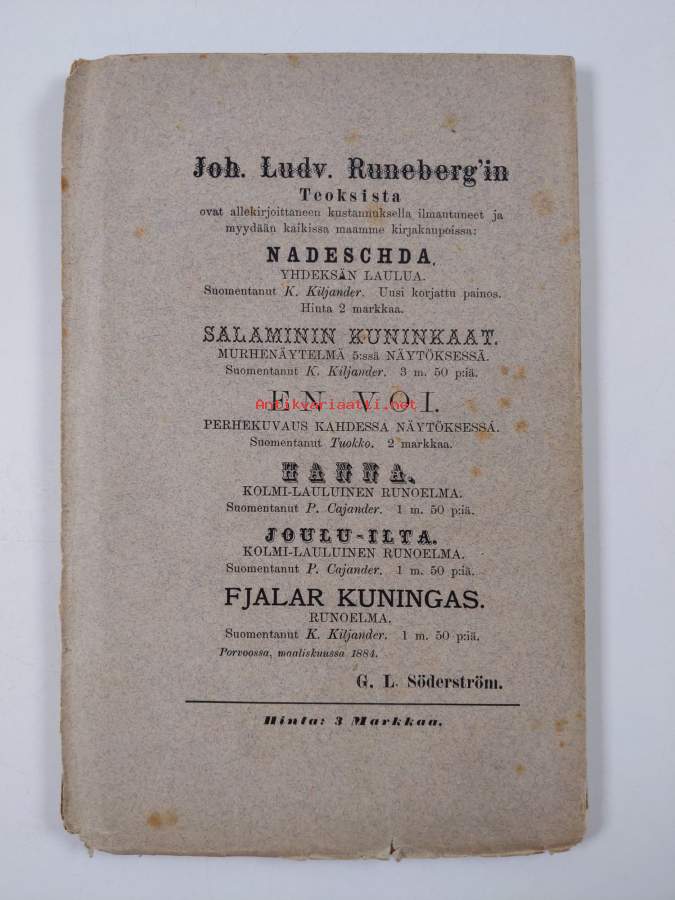 Joh. Ludv. Runeberg'in
Teoksista
ovat allekirjoittaneen kustannuksella ilmautuneet ja
myydään kaikissa maamme kirjakaupoissa:
NADESCHDA.
YHDEKSÄN LAULUA.
Suomentanut K. Kiljander. Uusi korjattu painos.
Hinta 2 markkaa.
SALAMININ KUNINKAAT.
MURHENÄYTELMÄ 5:ssä NÄYTÖKSESSÄ.
Suomentanut K. Kiljander. 3 m. 50 p:iä.
EN VOI.
Antikvariaatti.net
PERHEKUVAUS KAHDESSA NÄYTÖKSESSÄ.
Suomentanut Tuokko. 2 markkaa.
HANNA.
KOLMI-LAULUINEN RUNOELMA.
Suomentanut P. Cajander. 1 m. 50 p:iä.
JOULU-ILTA.
KOLMI-LAULUINEN RUNOELMA.
Suomentanut P. Cajander. 1 m. 50 p:iä.
FJALAR KUNINGAS.
RUNOELMA.
Suomentanut K. Kiljander. 1 m. 50 p:iä.
Porvoossa, maaliskuussa 1884.
G. L. Söderström.
Hinta: 3 Markkaa.